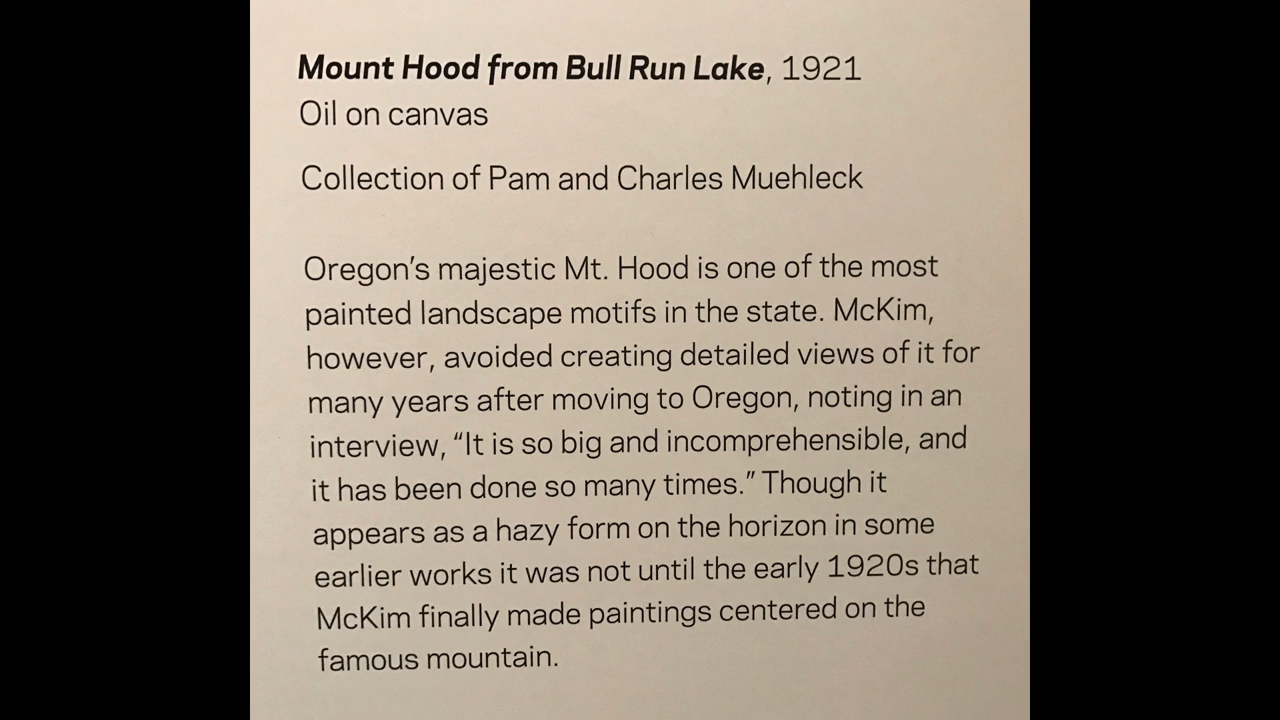 Mount Hood from Bull Run Lake, 1921
Oil on canvas
Collection of Pam and Charles Muehleck
Oregon’s majestic Mt. Hood is one of the most
painted landscape motifs in the state. McKim,
however, avoided creating detailed views of it for
many years after moving to Oregon, noting in an
interview, “It is so big and incomprehensible, and
it has been done so many times.” Though it
appears as a hazy form on the horizon in some
earlier works it was not until the early 1920s that
McKim finally made paintings centered on the
famous mountain.